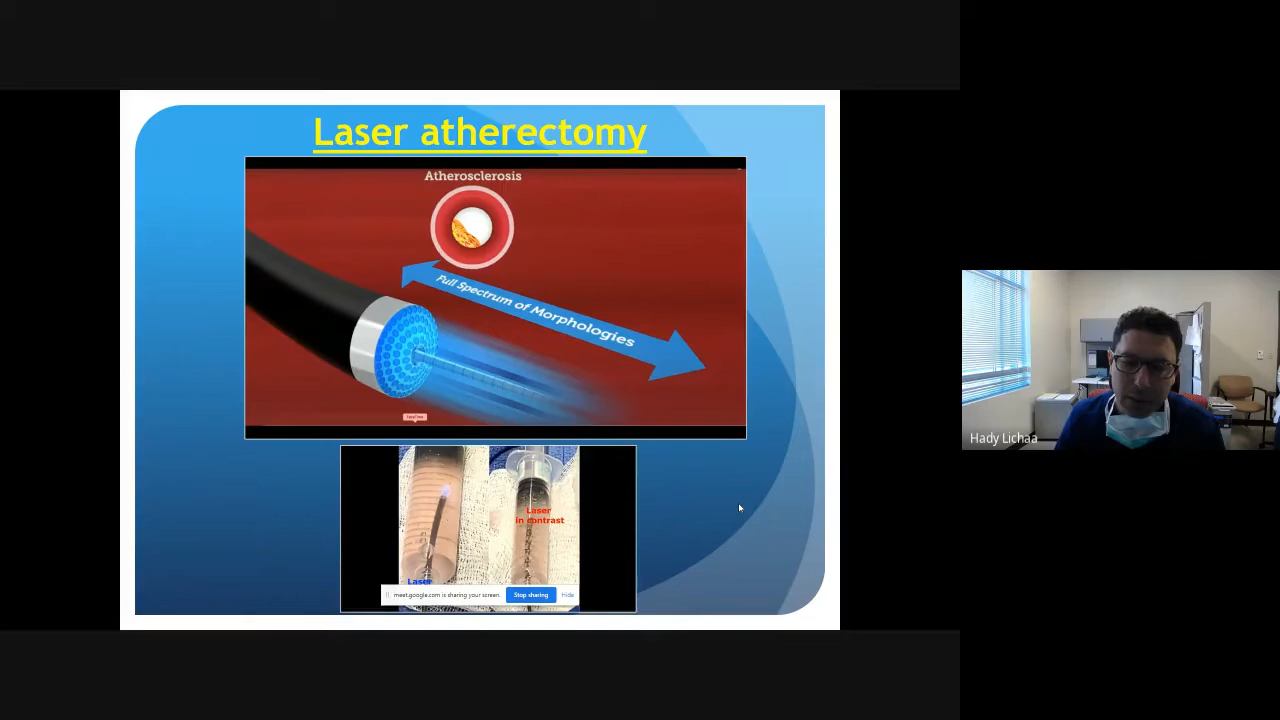 Laser atherectomy
Atherosclerosis
Full Spectrum of Morphologies
Laser
in contrast
Laser
meet.google.com is sharing your screen.
Stop sharing
Hide
Hady Lichaa